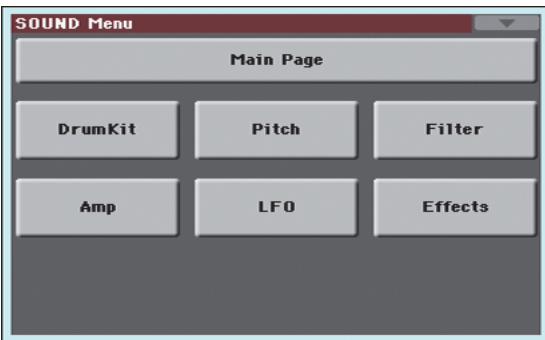 SOUND Menu
Main Page
DrumKit Pitch Filter
Amp LFO Effects